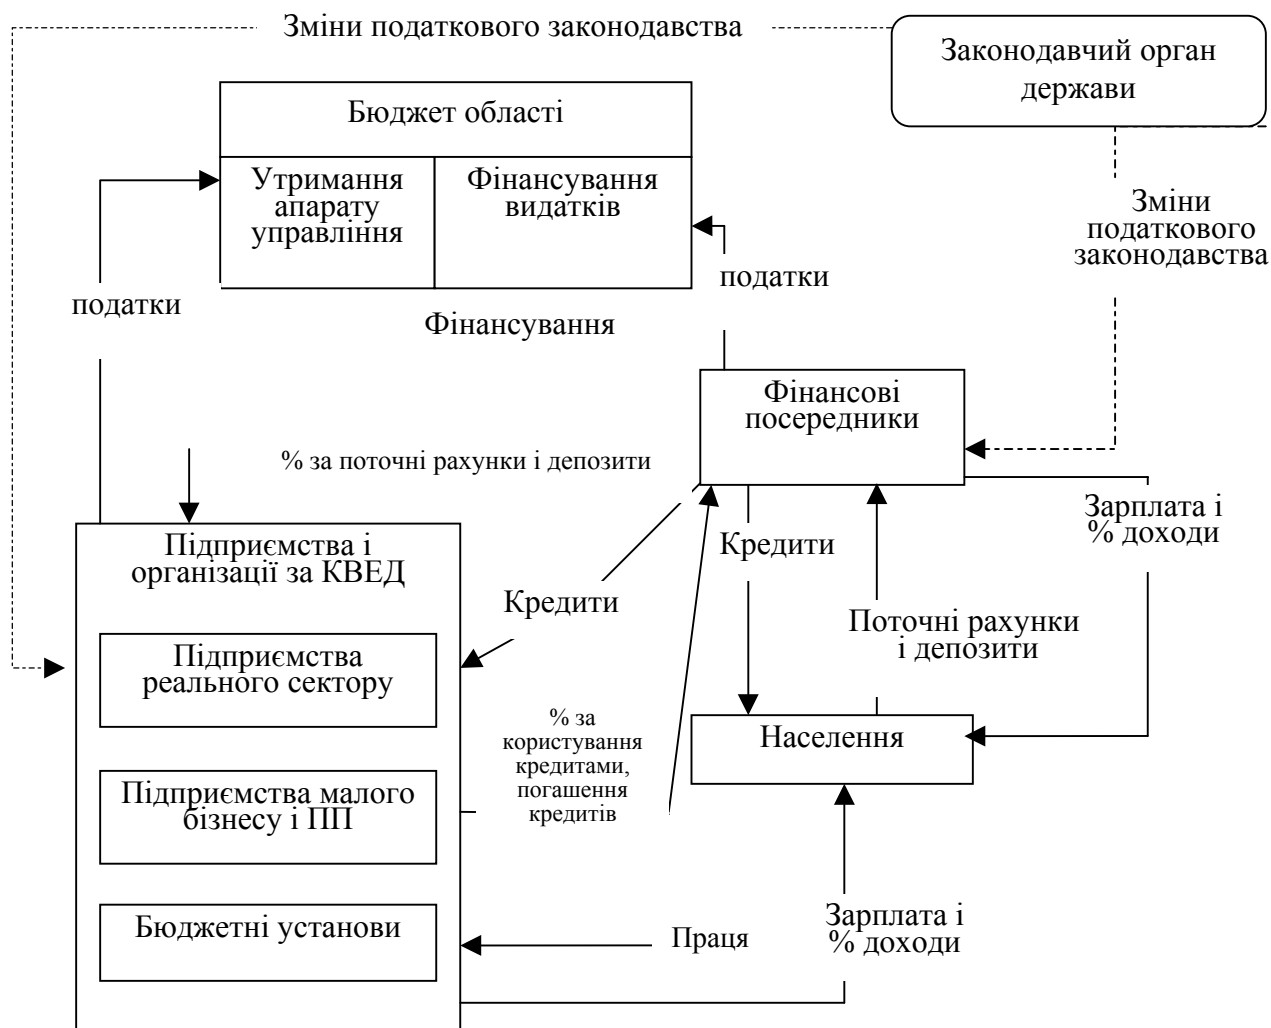 Зміни податкового законодавства
Законодавчий орган
держави
Бюджет області
Утримання
апарату
управління
Фінансування
видатків
Зміни
податкового
законодавства
податки
податки
Фінансування
Фінансові
посередники
% за поточні рахунки і депозити
Зарплата і
% доходи
Підприємства і
організації за КВЕД
Кредити
Кредити
Поточні рахунки
і депозити
Підприємства
реального сектору
% за
користування
кредитами,
погашення
кредитів
Населення
Підприємства малого
бізнесу і ПП
Зарплата і
% доходи
Бюджетні установи
Праця